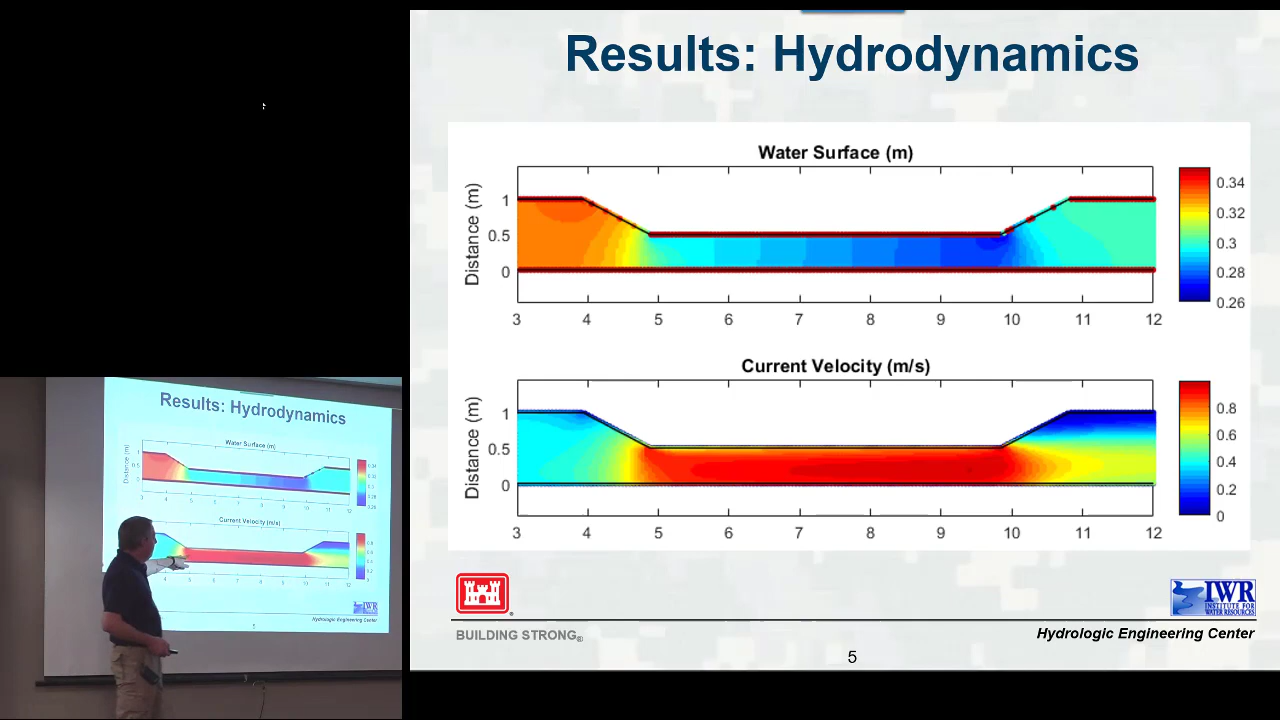 Results: Hydrodynamics
Water Surface (m)
Distance (m)
1
0.5
0
3 4 5 6 7 8 9 10 11 12
0.34
0.32
0.3
0.28
0.26
Current Velocity (m/s)
Distance (m)
1
0.5
0
3 4 5 6 7 8 9 10 11 12
0.8
0.6
0.4
0.2
0
BUILDING STRONG®
IWR
INSTITUTE FOR
WATER RESOURCES
Hydrologic Engineering Center
5
Results: Hydrodynamics
Water Surface (m)
Distance (m)
Current Velocity (m/s)
Distance (m)
IWR
Hydrologic Engineering Center